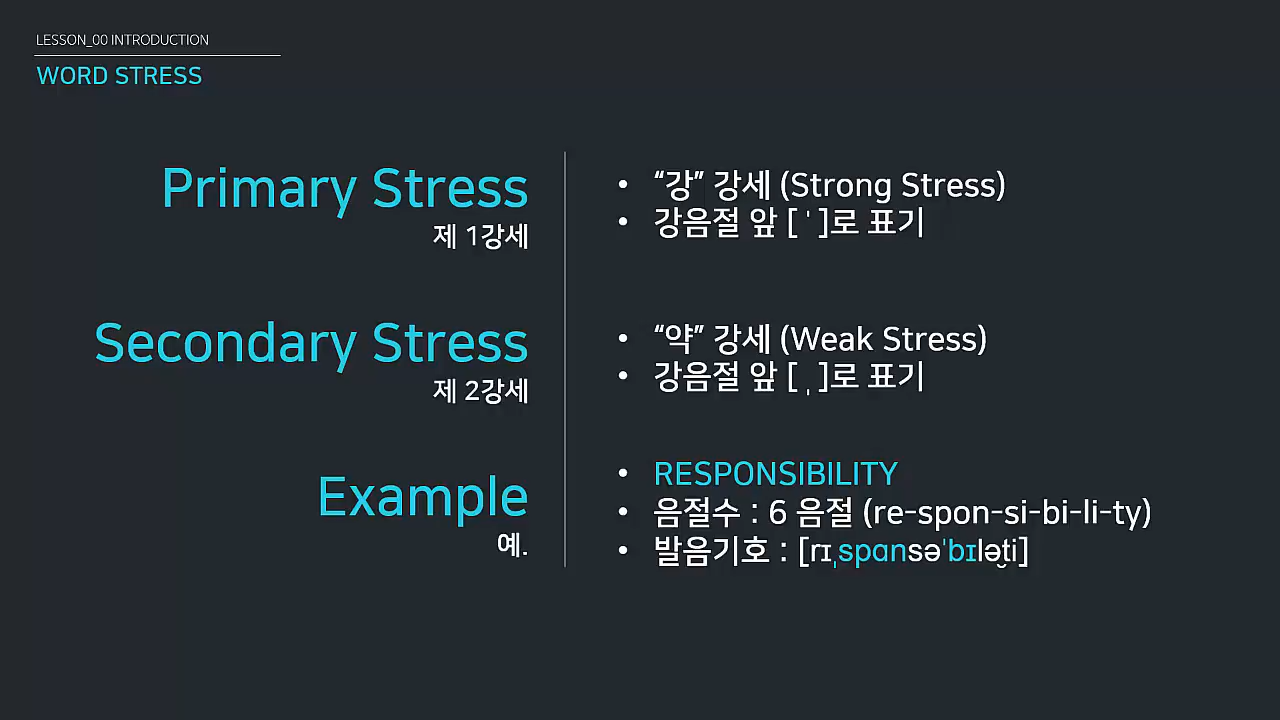 LESSON_00 INTRODUCTION
WORD STRESS
Primary Stress
제 1강세
• “강” 강세 (Strong Stress)
• 강음절 앞 [ ˈ ]로 표기
Secondary Stress
제 2강세
• “약” 강세 (Weak Stress)
• 강음절 앞 [ ˌ ]로 표기
Example
예.
• RESPONSIBILITY
• 음절수 : 6 음절 (re-spon-si-bi-li-ty)
• 발음기호 : [rɪˌspɑnsəˈbɪlət̬i]